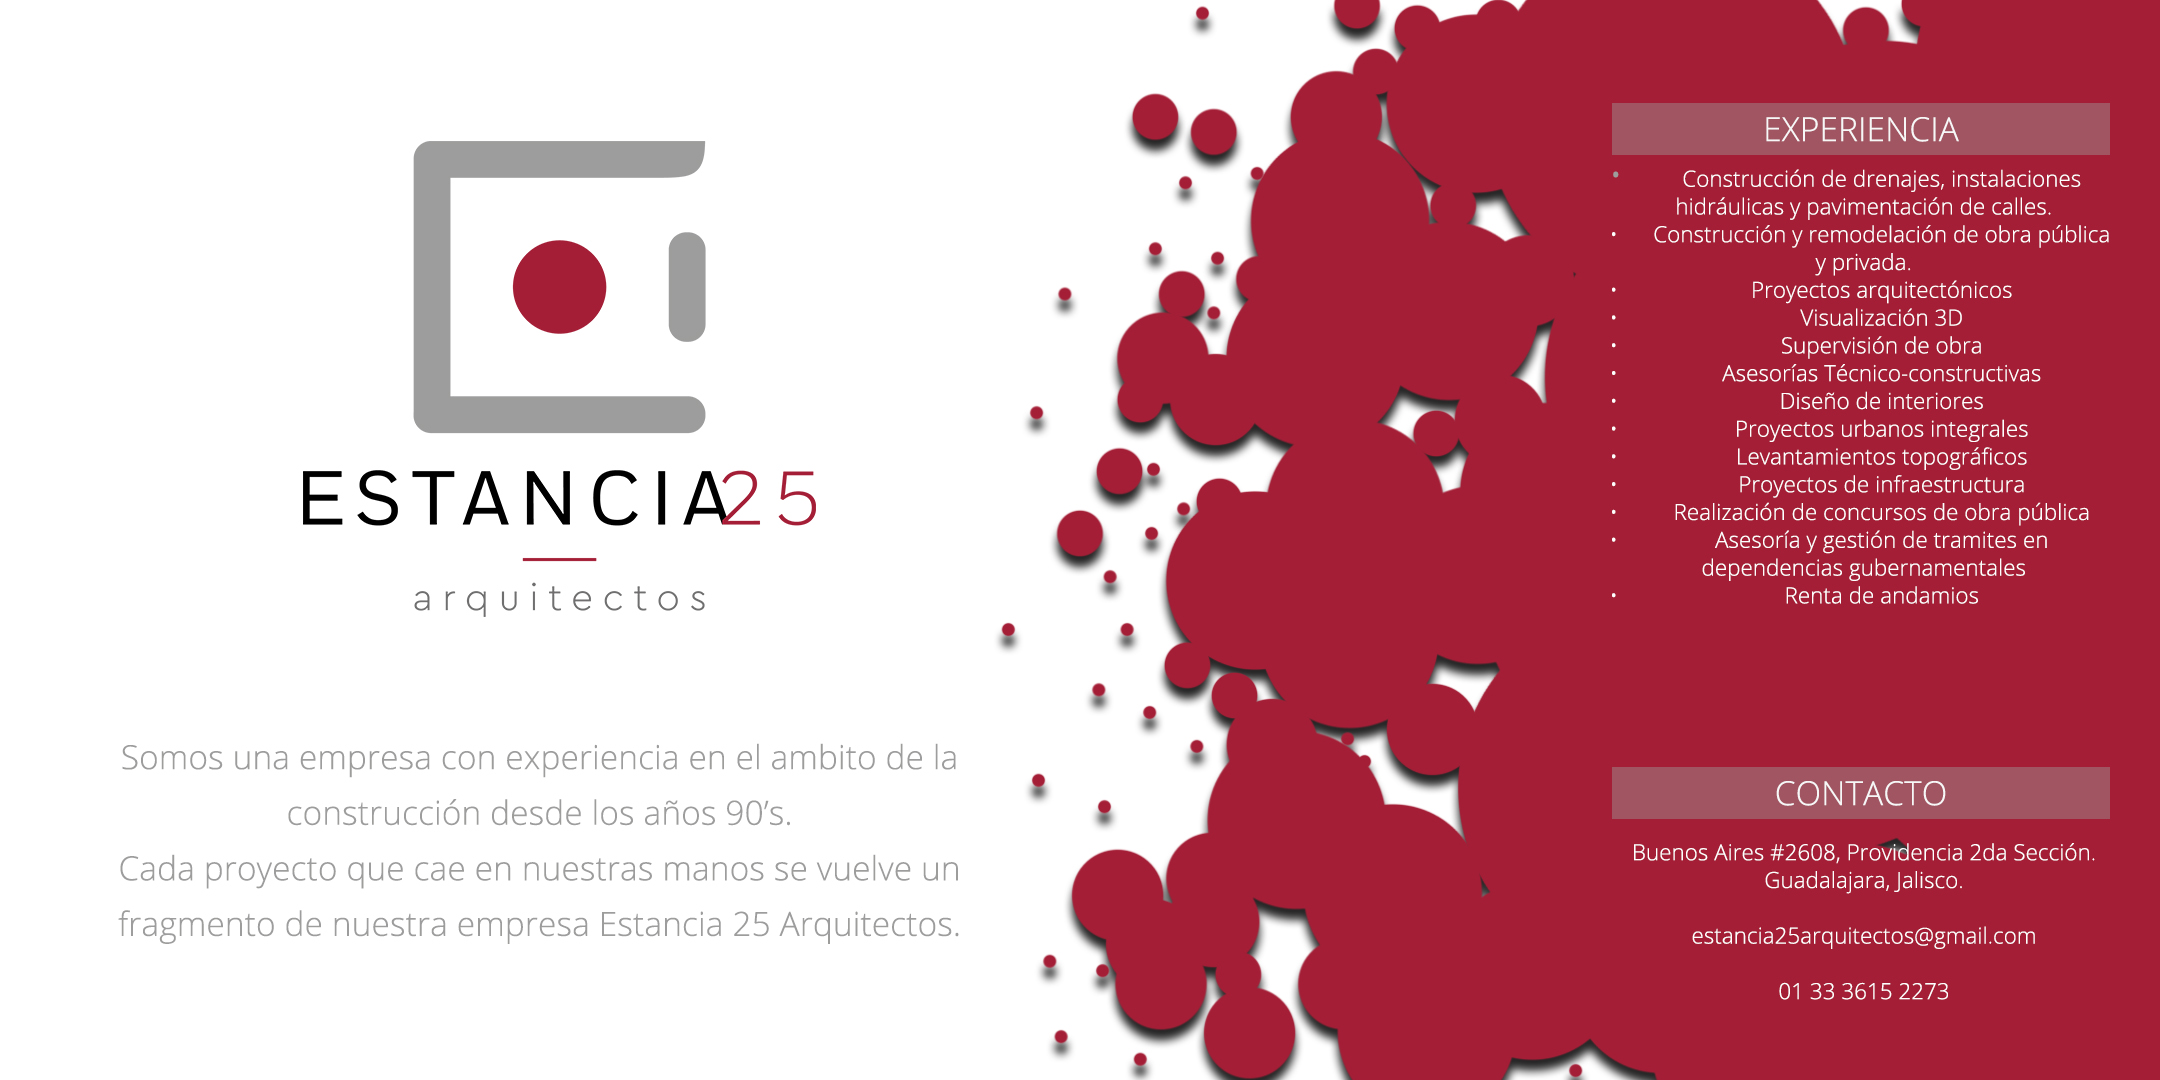 ESTANCIA25
arquitectos
Somos una empresa con experiencia en el ambito de la
construcción desde los años 90's.
Cada proyecto que cae en nuestras manos se vuelve un
fragmento de nuestra empresa Estancia 25 Arquitectos.
EXPERIENCIA
• Construcción de drenajes, instalaciones
hidráulicas y pavimentación de calles.
• Construcción y remodelación de obra pública
y privada.
• Proyectos arquitectónicos
• Visualización 3D
• Supervisión de obra
• Asesorías Técnico-constructivas
• Diseño de interiores
• Proyectos urbanos integrales
• Levantamientos topográficos
• Proyectos de infraestructura
• Realización de concursos de obra pública
• Asesoría y gestión de tramites en
dependencias gubernamentales
• Renta de andamios
CONTACTO
Buenos Aires #2608, Providencia 2da Sección.
Guadalajara, Jalisco.
estancia25arquitectos@gmail.com
01 33 3615 2273